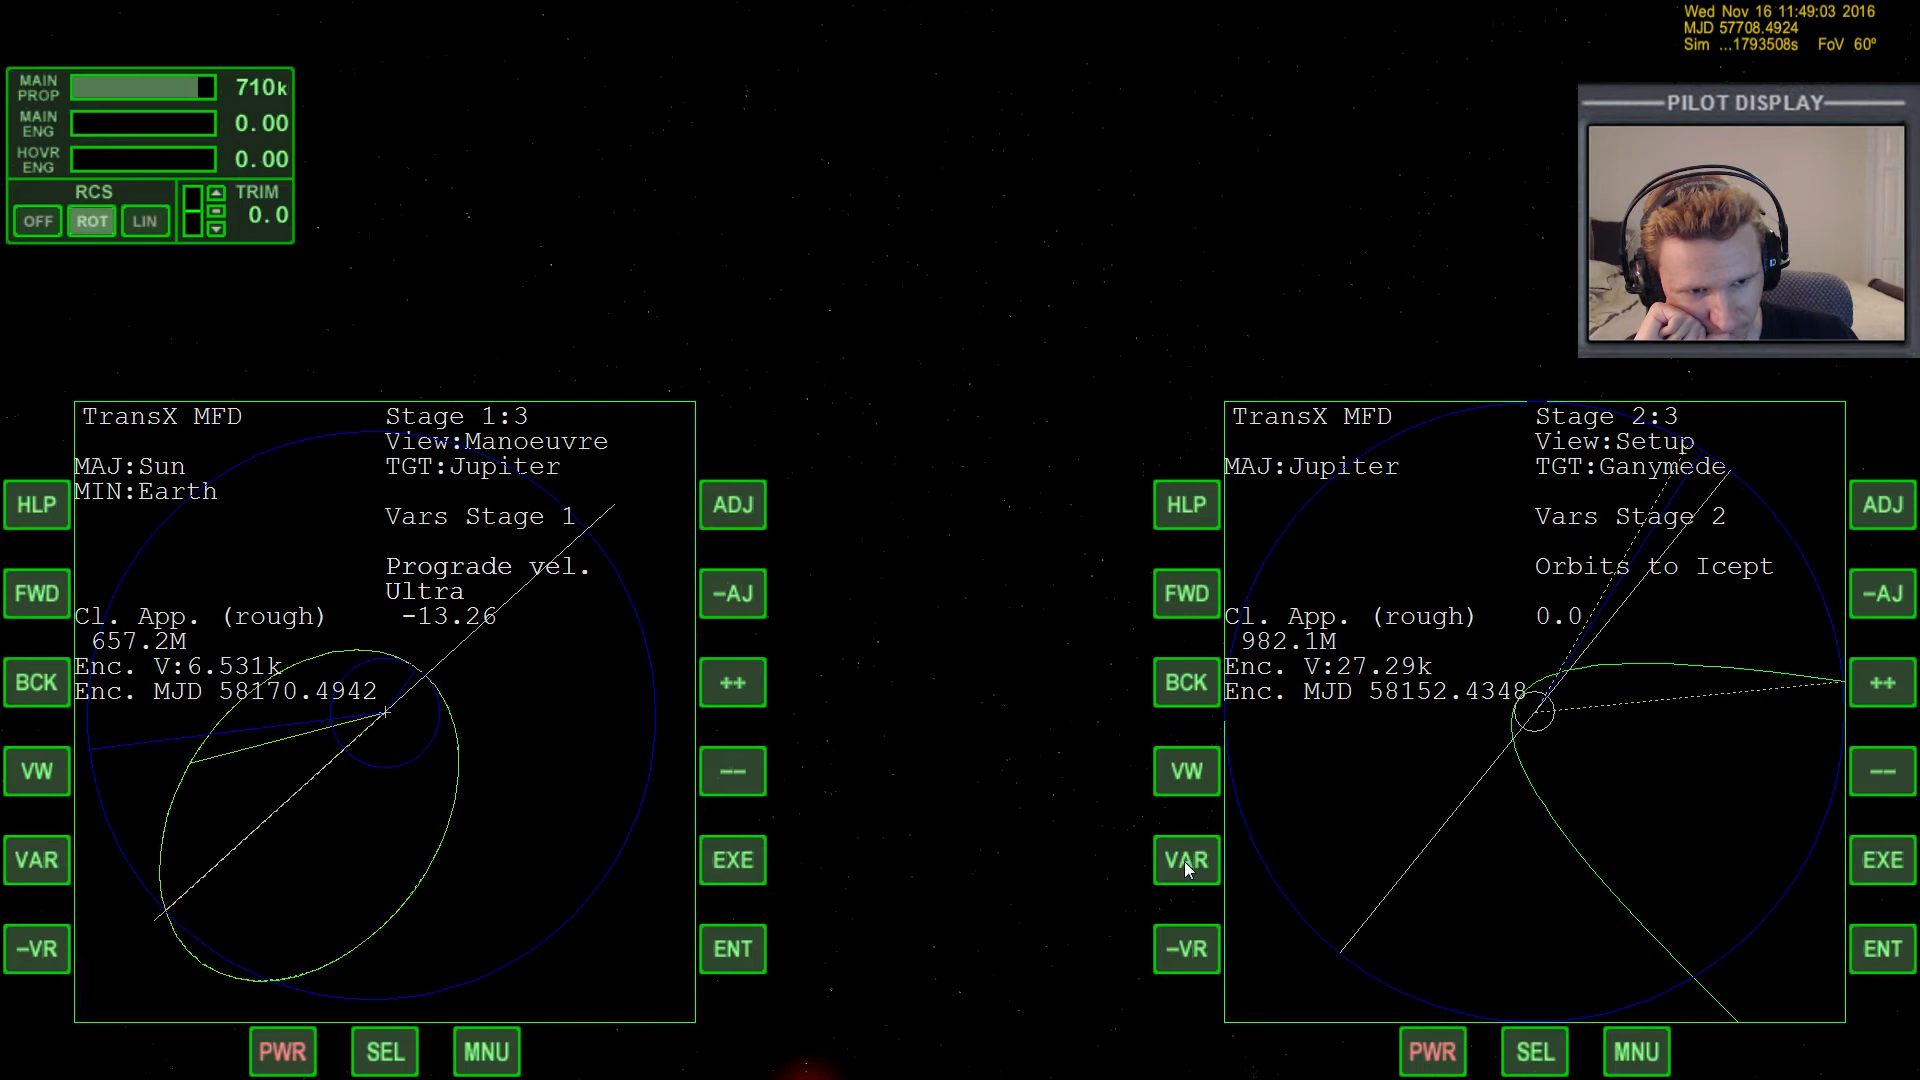 Wed Nov 16 11:49:03 2016
MJD 57708.4924
Sim ...1793508s FoV 60°
MAIN PROP 710k
MAIN ENG 0.00
HOVR ENG 0.00
RCS
OFF ROT LIN
TRIM
0.0
PILOT DISPLAY
TransX MFD Stage 1:3
View:Manoeuvre
MAJ:Sun TGT:Jupiter
MIN:Earth
Vars Stage 1
Prograde vel.
Ultra
Cl. App. (rough) -13.26
657.2M
Enc. V:6.531k
Enc. MJD 58170.4942
HLP
FWD
BCK
VW
VAR
-VR
ADJ
-AJ
++
--
EXE
ENT
PWR SEL MNU
TransX MFD Stage 2:3
View:Setup
MAJ:Jupiter TGT:Ganymede
Vars Stage 2
Orbits to Icept
Cl. App. (rough) 0.0
982.1M
Enc. V:27.29k
Enc. MJD 58152.4348
HLP
FWD
BCK
VW
VAR
-VR
ADJ
-AJ
++
--
EXE
ENT
PWR SEL MNU